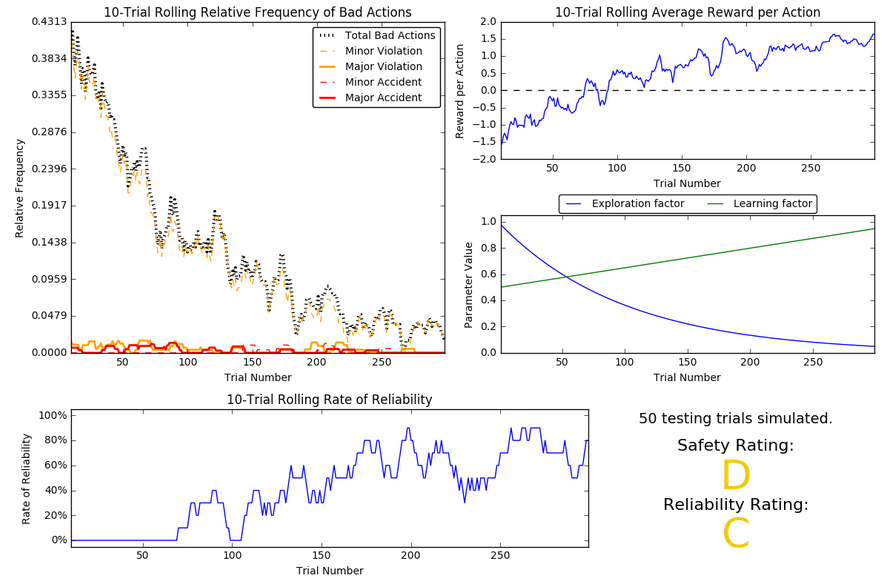 10-Trial Rolling Relative Frequency of Bad Actions
Relative Frequency
0.4313
0.3834
0.3355
0.2876
0.2396
0.1917
0.1438
0.0959
0.0479
0.0000
Total Bad Actions
Minor Violation
Major Violation
Minor Accident
Major Accident
50 100 150 200 250
Trial Number
10-Trial Rolling Average Reward per Action
Reward per Action
2.0
1.5
1.0
0.5
0.0
−0.5
−1.0
−1.5
−2.0
50 100 150 200 250
Trial Number
Exploration factor Learning factor
Parameter Value
1.0
0.8
0.6
0.4
0.2
0.0
50 100 150 200 250
Trial Number
10-Trial Rolling Rate of Reliability
Rate of Reliability
100%
80%
60%
40%
20%
0%
50 100 150 200 250
Trial Number
50 testing trials simulated.
Safety Rating:
D
Reliability Rating:
C